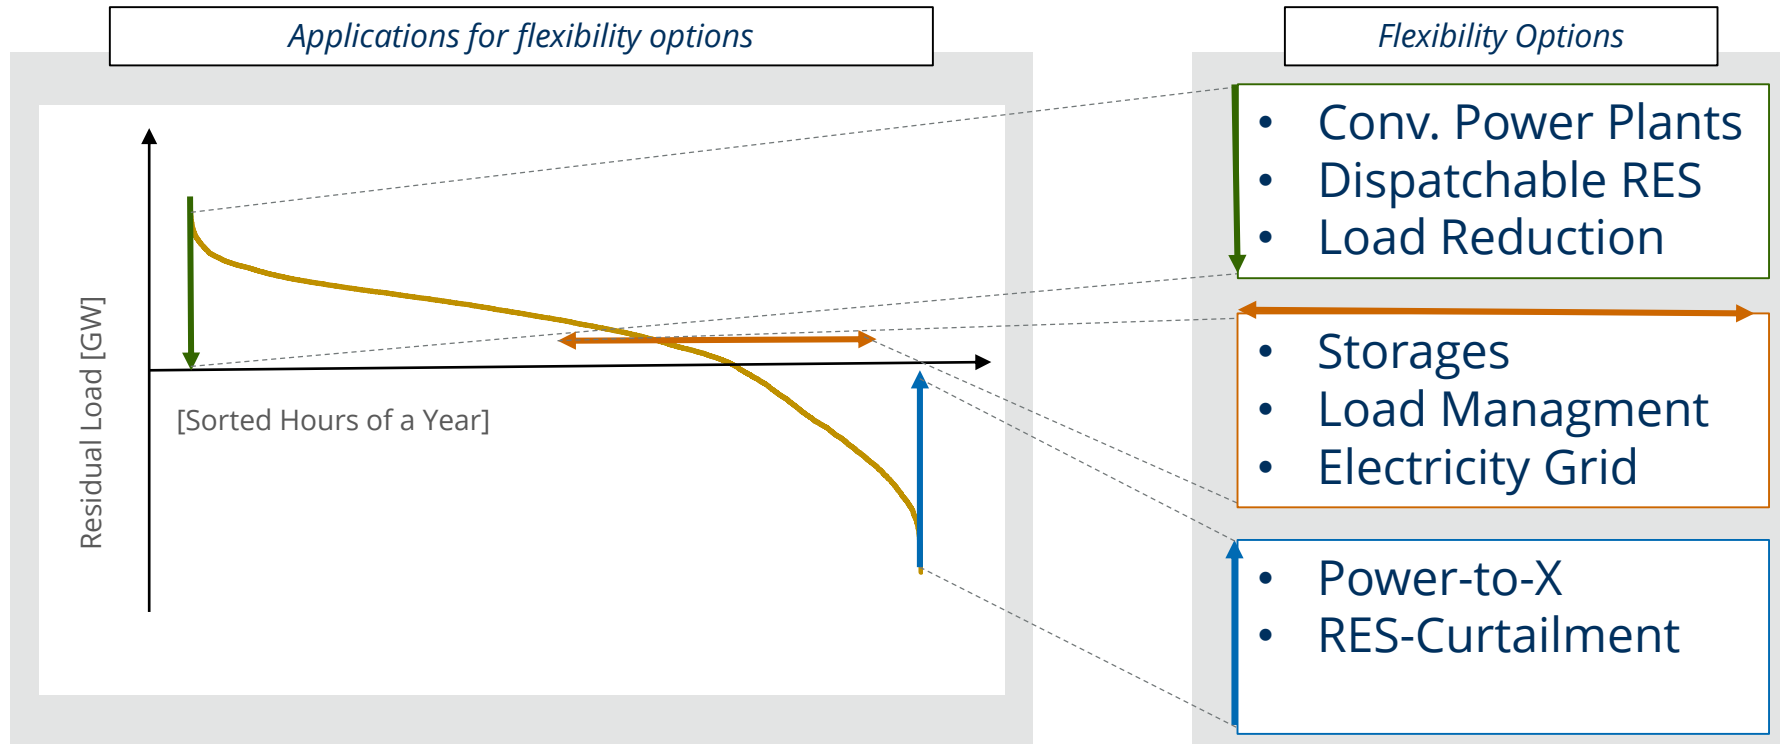 Applications for flexibility options
Residual Load [GW]
[Sorted Hours of a Year]
Flexibility Options
• Conv. Power Plants
• Dispatchable RES
• Load Reduction
• Storages
• Load Managment
• Electricity Grid
• Power-to-X
• RES-Curtailment